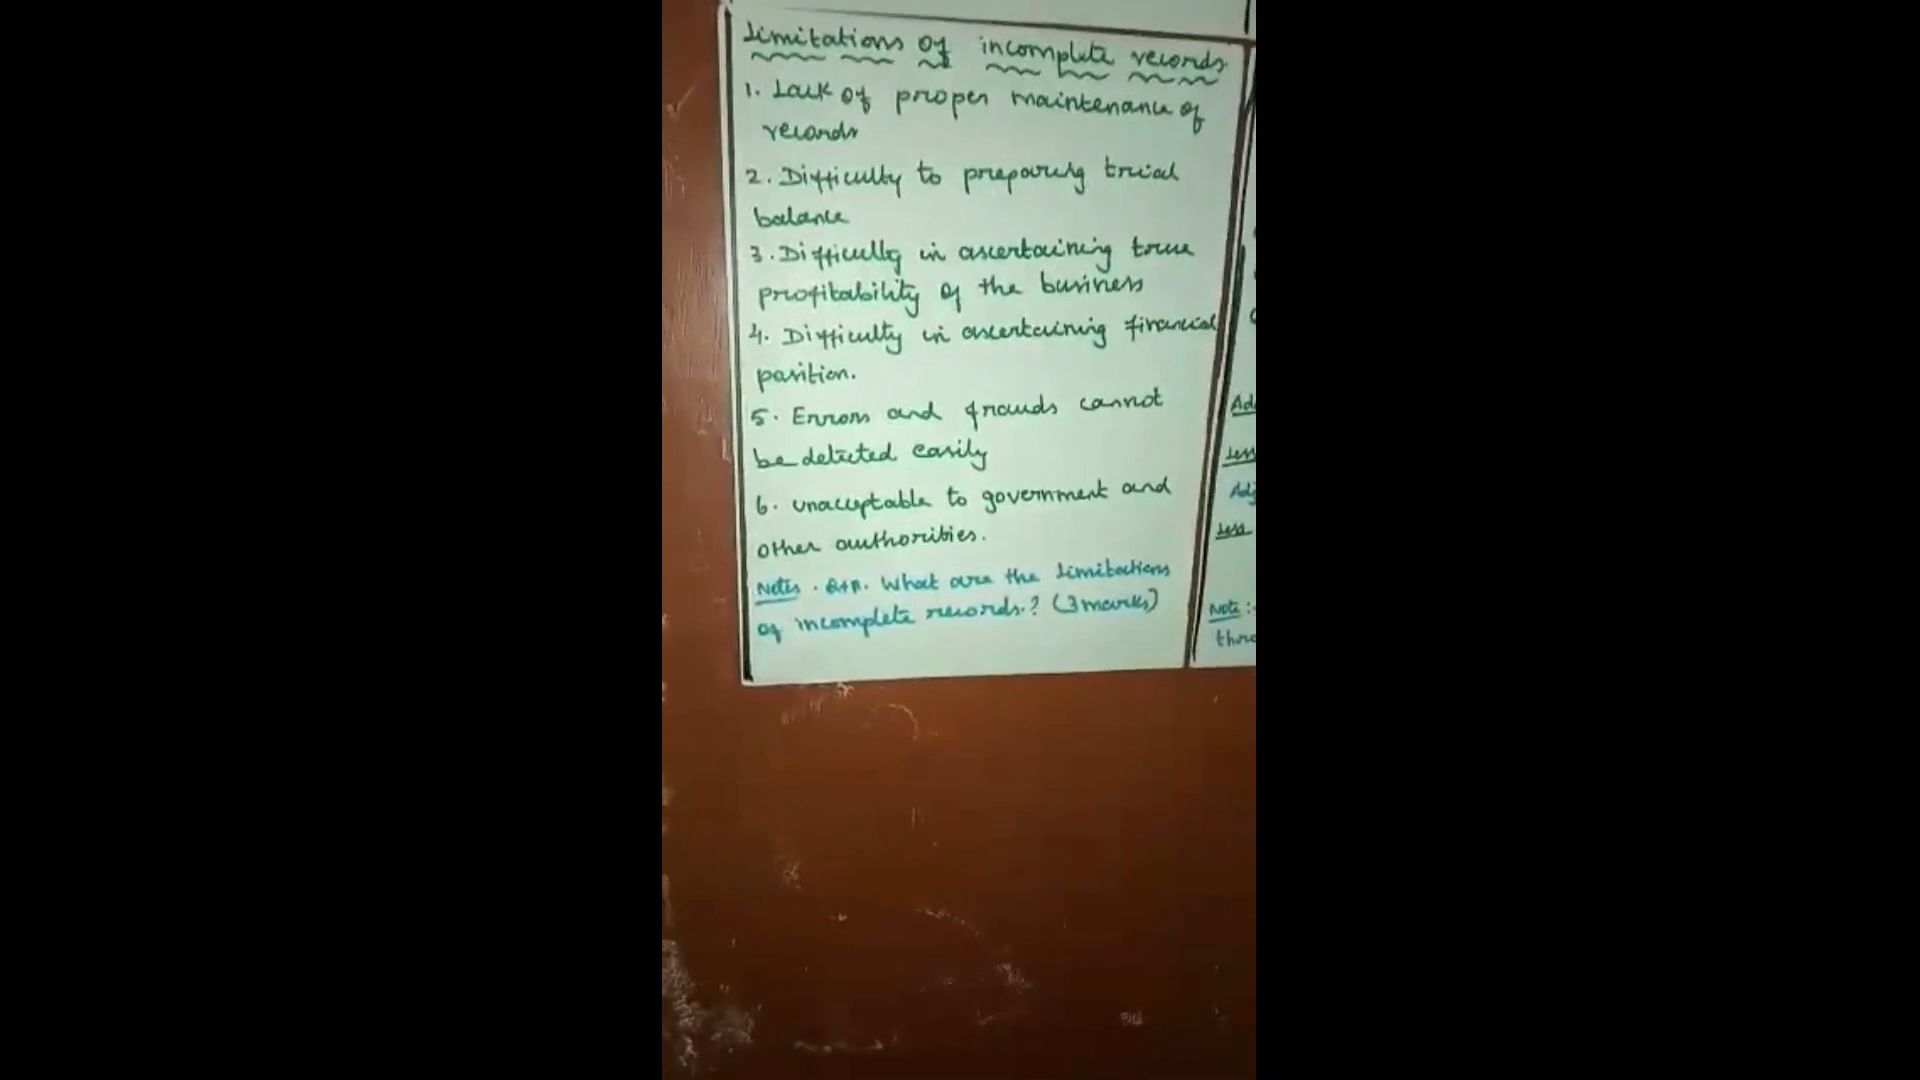 Limitations of incomplete records
1. Lack of proper maintenance of
records
2. Difficulty to preparing trial
balance
3. Difficulty in ascertaining true
profitability of the business
4. Difficulty in ascertaining financial
position.
5. Errors and frauds cannot
be detected easily
6. unacceptable to government and
other authorities.
Notes . What are the limitations
of incomplete records.? (3 marks)
Less
Less
Note :-